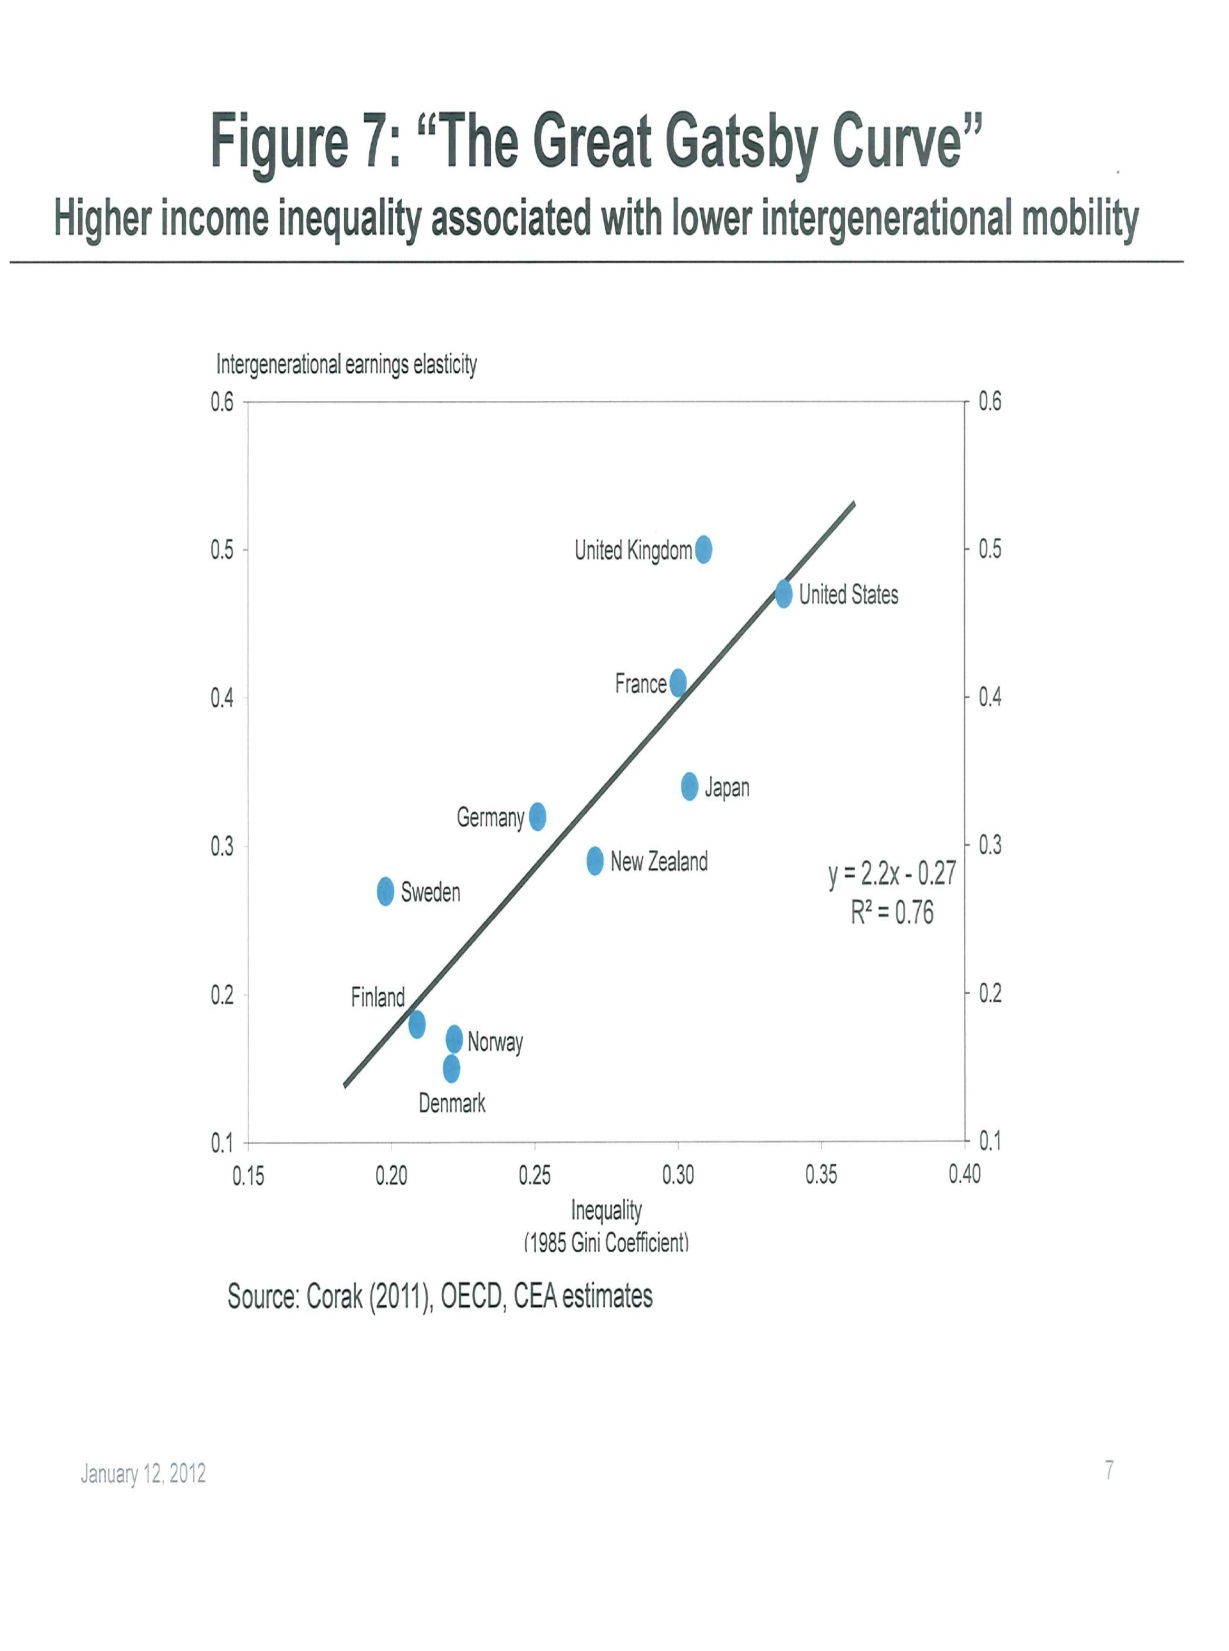 Figure 7: “The Great Gatsby Curve”
Higher income inequality associated with lower intergenerational mobility
Intergenerational earnings elasticity
0.6
0.6
United Kingdom
0.5
0.5
United States
France
0.4
0.4
Japan
Germany
0.3
0.3
New Zealand
y = 2.2x - 0.27
R² = 0.76
Sweden
Finland
0.2
0.2
Norway
Denmark
0.1
0.1
0.15 0.20 0.25 0.30 0.35 0.40
Inequality
(1985 Gini Coefficient)
Source: Corak (2011), OECD, CEA estimates
January 12, 2012
7